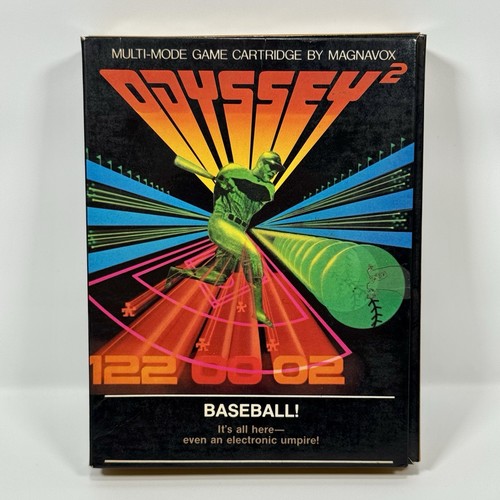 MULTI-MODE GAME CARTRIDGE BY MAGNAVOX
ODYSSEY²
122 00 02
BASEBALL!
It's all here—
even an electronic umpire!